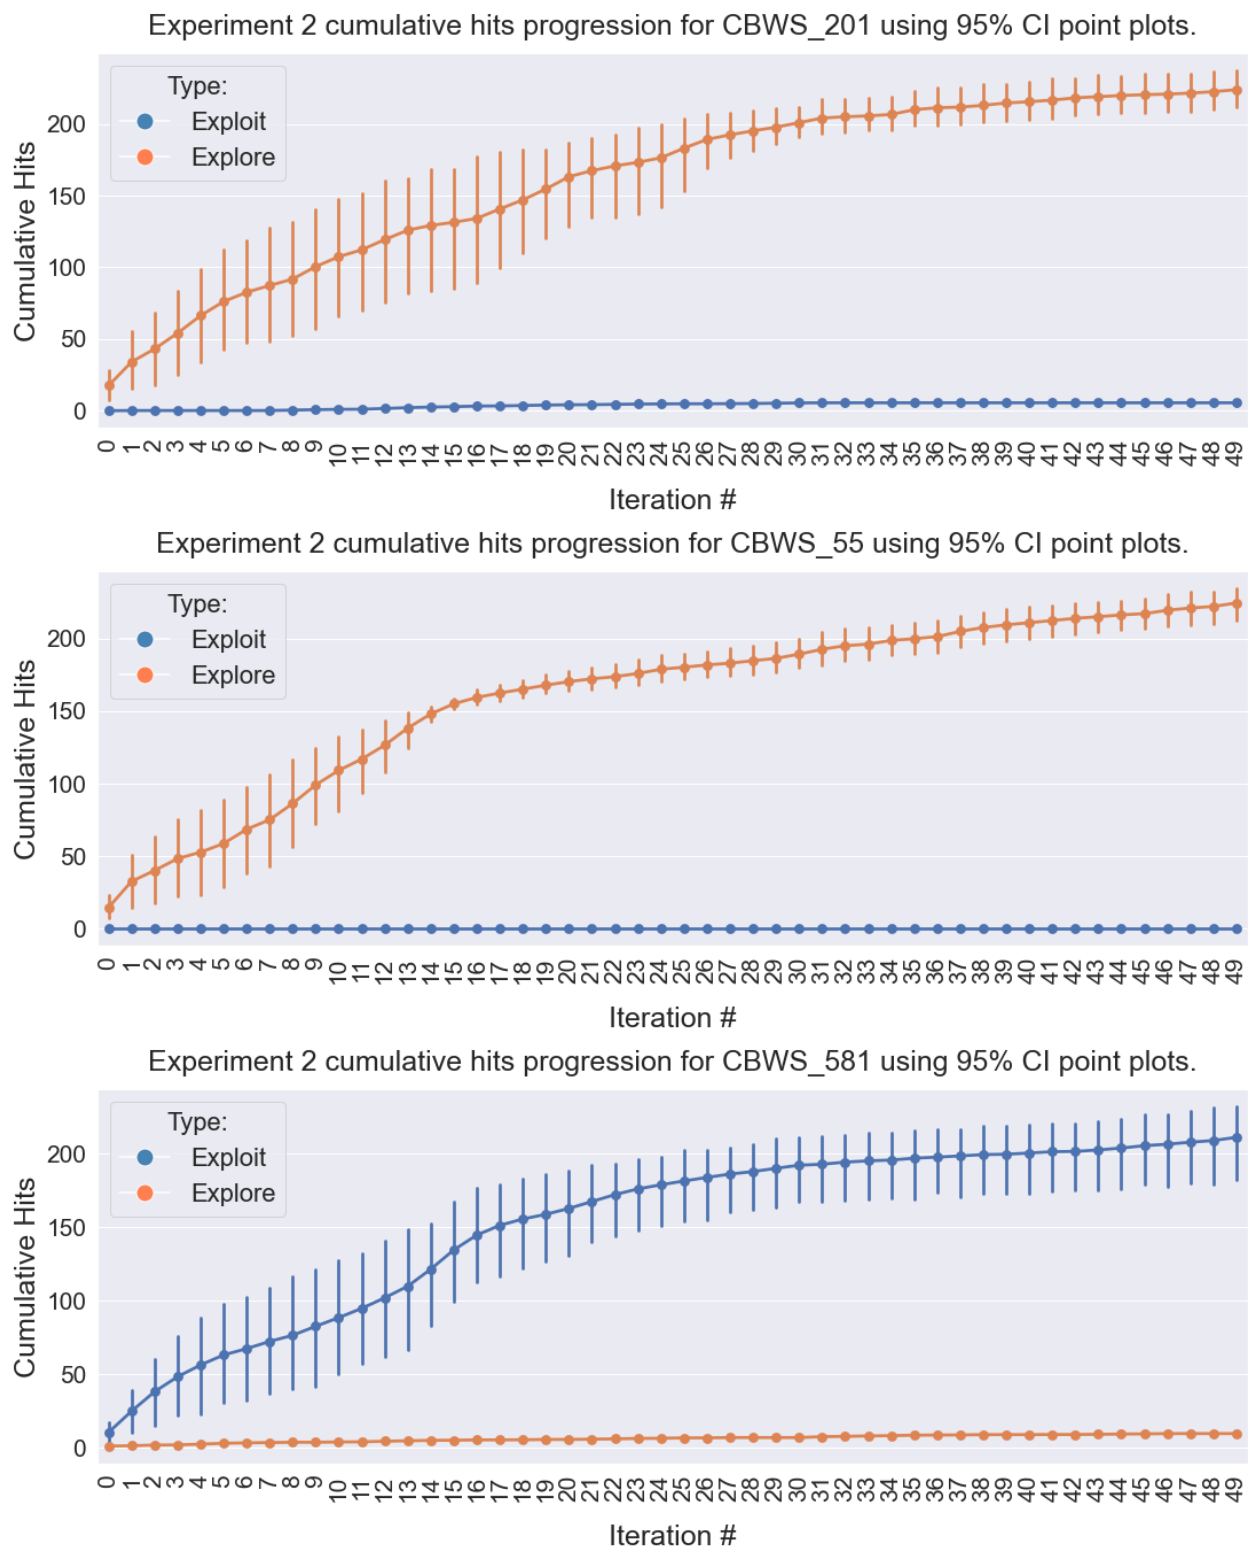 Experiment 2 cumulative hits progression for CBWS_201 using 95% CI point plots.
Type:
Exploit
Explore
Cumulative Hits
200
150
100
50
0
0 1 2 3 4 5 6 7 8 9 10 11 12 13 14 15 16 17 18 19 20 21 22 23 24 25 26 27 28 29 30 31 32 33 34 35 36 37 38 39 40 41 42 43 44 45 46 47 48 49
Iteration #
Experiment 2 cumulative hits progression for CBWS_55 using 95% CI point plots.
Type:
Exploit
Explore
Cumulative Hits
200
150
100
50
0
0 1 2 3 4 5 6 7 8 9 10 11 12 13 14 15 16 17 18 19 20 21 22 23 24 25 26 27 28 29 30 31 32 33 34 35 36 37 38 39 40 41 42 43 44 45 46 47 48 49
Iteration #
Experiment 2 cumulative hits progression for CBWS_581 using 95% CI point plots.
Type:
Exploit
Explore
Cumulative Hits
200
150
100
50
0
0 1 2 3 4 5 6 7 8 9 10 11 12 13 14 15 16 17 18 19 20 21 22 23 24 25 26 27 28 29 30 31 32 33 34 35 36 37 38 39 40 41 42 43 44 45 46 47 48 49
Iteration #